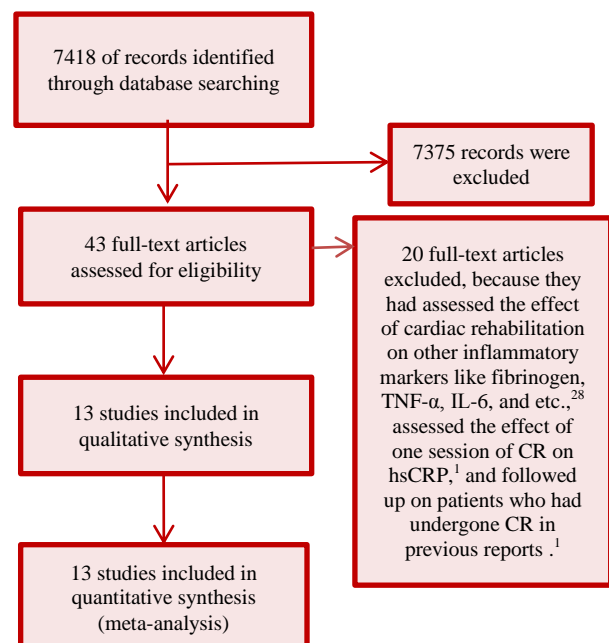 7418 of records identified
through database searching
7375 records were
excluded
43 full-text articles
assessed for eligibility
20 full-text articles
excluded, because they
had assessed the effect
of cardiac rehabilitation
on other inflammatory
markers like fibrinogen,
TNF-α, IL-6, and etc.,²⁸
assessed the effect of
one session of CR on
hsCRP,¹ and followed
up on patients who had
undergone CR in
previous reports .¹
13 studies included in
qualitative synthesis
13 studies included in
quantitative synthesis
(meta-analysis)